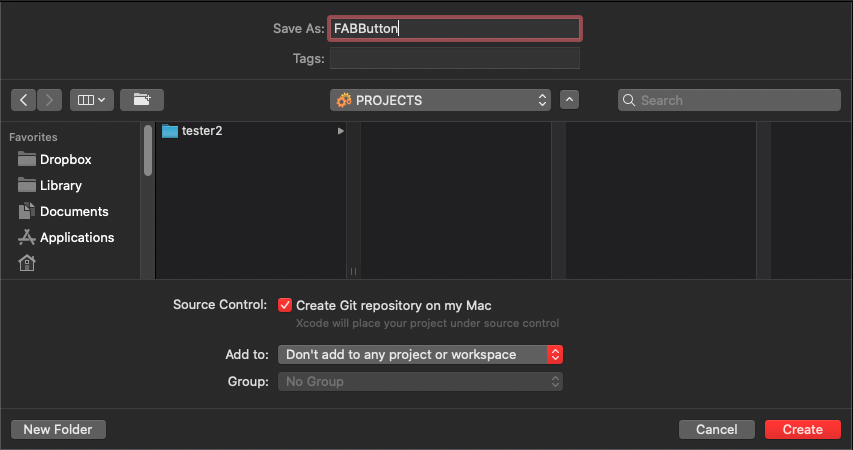 Save As: FABButton
Tags:
PROJECTS
Search
Favorites
Dropbox
Library
Documents
Applications
tester2
Source Control: Create Git repository on my Mac
Xcode will place your project under source control
Add to: Don't add to any project or workspace
Group: No Group
New Folder Cancel Create